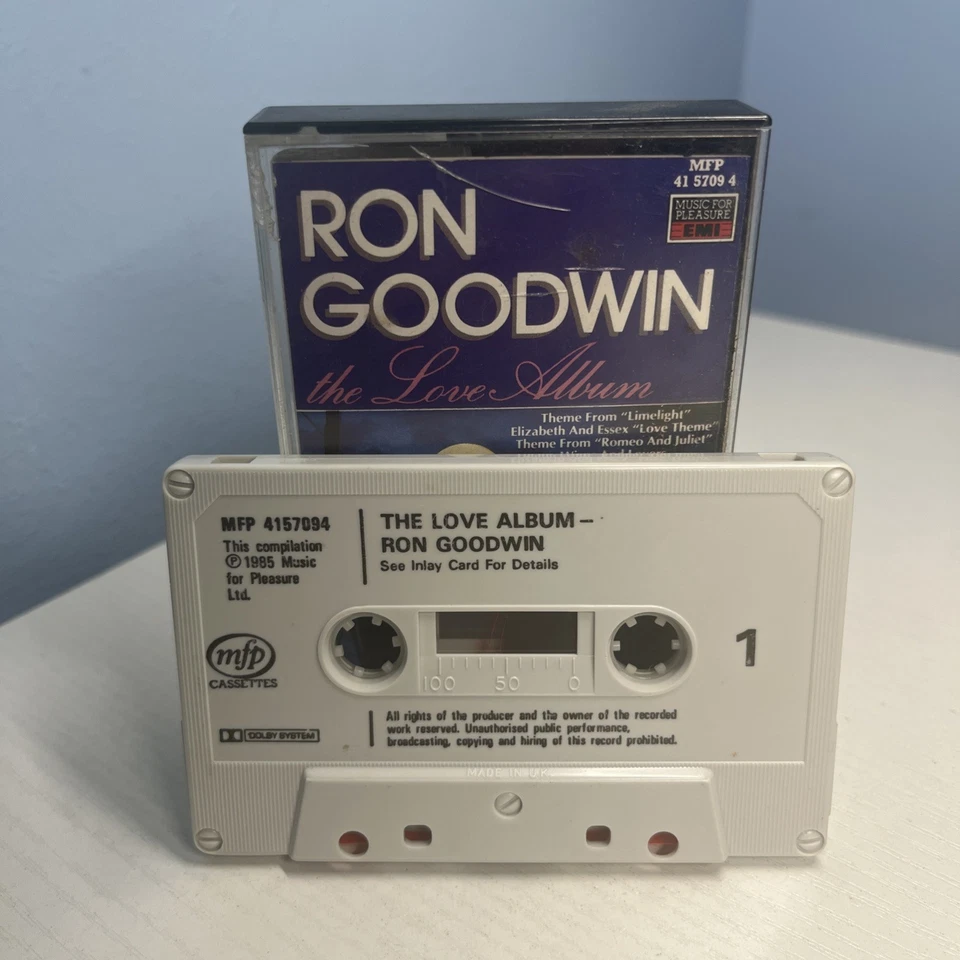 MFP
41 5709 4
MUSIC FOR
PLEASURE
EMI
RON
GOODWIN
the Love Album
Theme From "Limelight"
Elizabeth And Essex "Love Theme"
Theme From "Romeo And Juliet"
MFP 4157094
This compilation
Ⓟ 1985 Music
for Pleasure
Ltd.
THE LOVE ALBUM –
RON GOODWIN
See Inlay Card For Details
mfp
CASSETTES
1
100 50 0
DOLBY SYSTEM
All rights of the producer and the owner of the recorded
work reserved. Unauthorised public performance,
broadcasting, copying and hiring of this record prohibited.
MADE IN U.K.